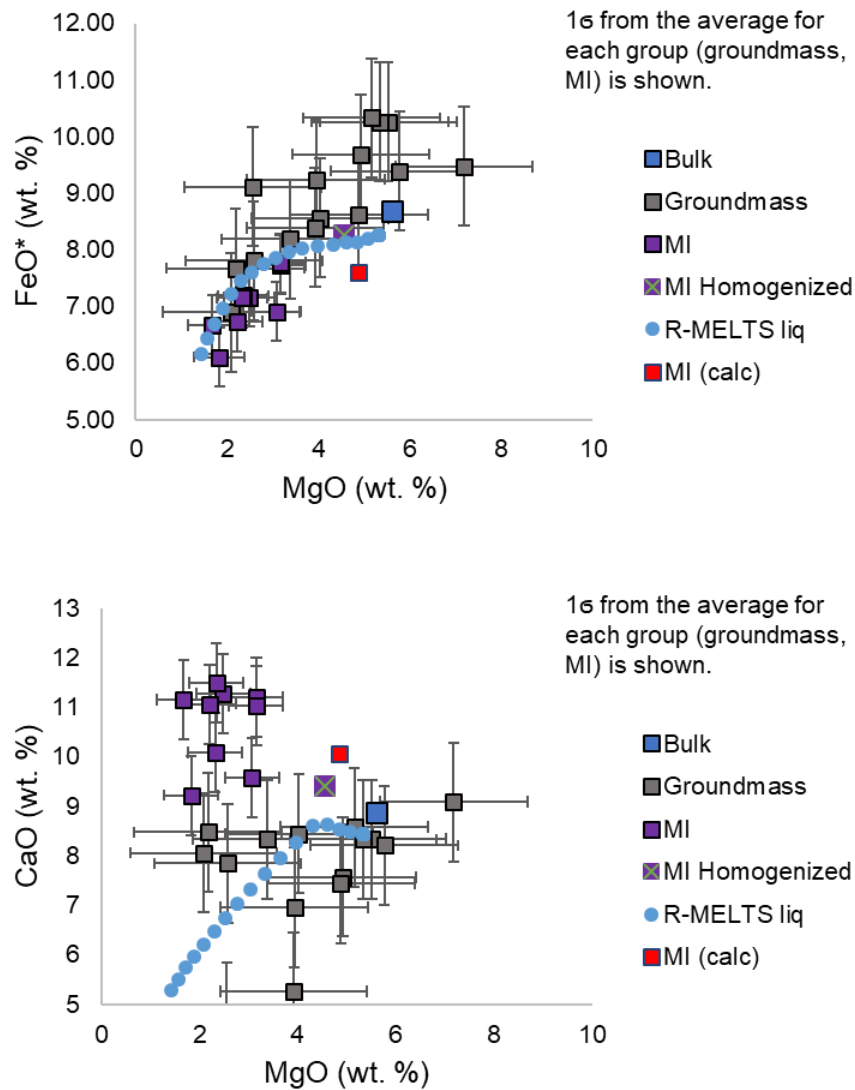 12.00
11.00
10.00
9.00
8.00
7.00
6.00
5.00
FeO* (wt. %)
0
2
4
6
8
10
MgO (wt. %)
1ϭ from the average for
each group (groundmass,
MI) is shown.
Bulk
Groundmass
MI
MI Homogenized
R-MELTS liq
MI (calc)
13
12
11
10
9
8
7
6
5
CaO (wt. %)
0
2
4
6
8
10
MgO (wt. %)
1ϭ from the average for
each group (groundmass,
MI) is shown.
Bulk
Groundmass
MI
MI Homogenized
R-MELTS liq
MI (calc)